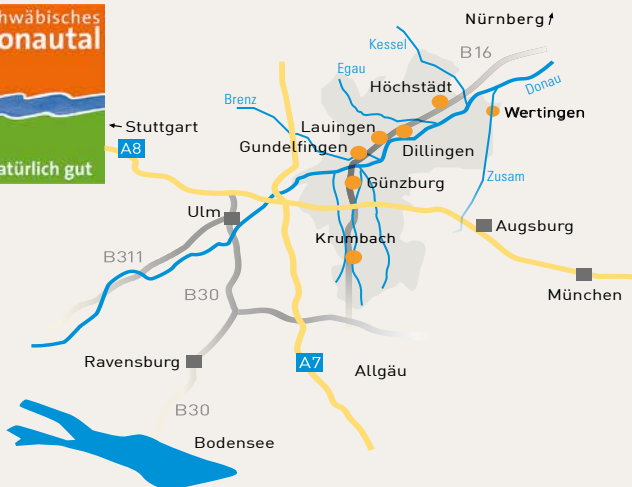 hwäbisches
onautal
atürlich gut
Nürnberg
Kessel
B16
Egau
Donau
Höchstädt
Brenz
Wertingen
Stuttgart
Lauingen
A8
Gundelfingen
Dillingen
Günzburg
Zusam
Ulm
Augsburg
Krumbach
B311
B30
München
Ravensburg
A7
Allgäu
B30
Bodensee